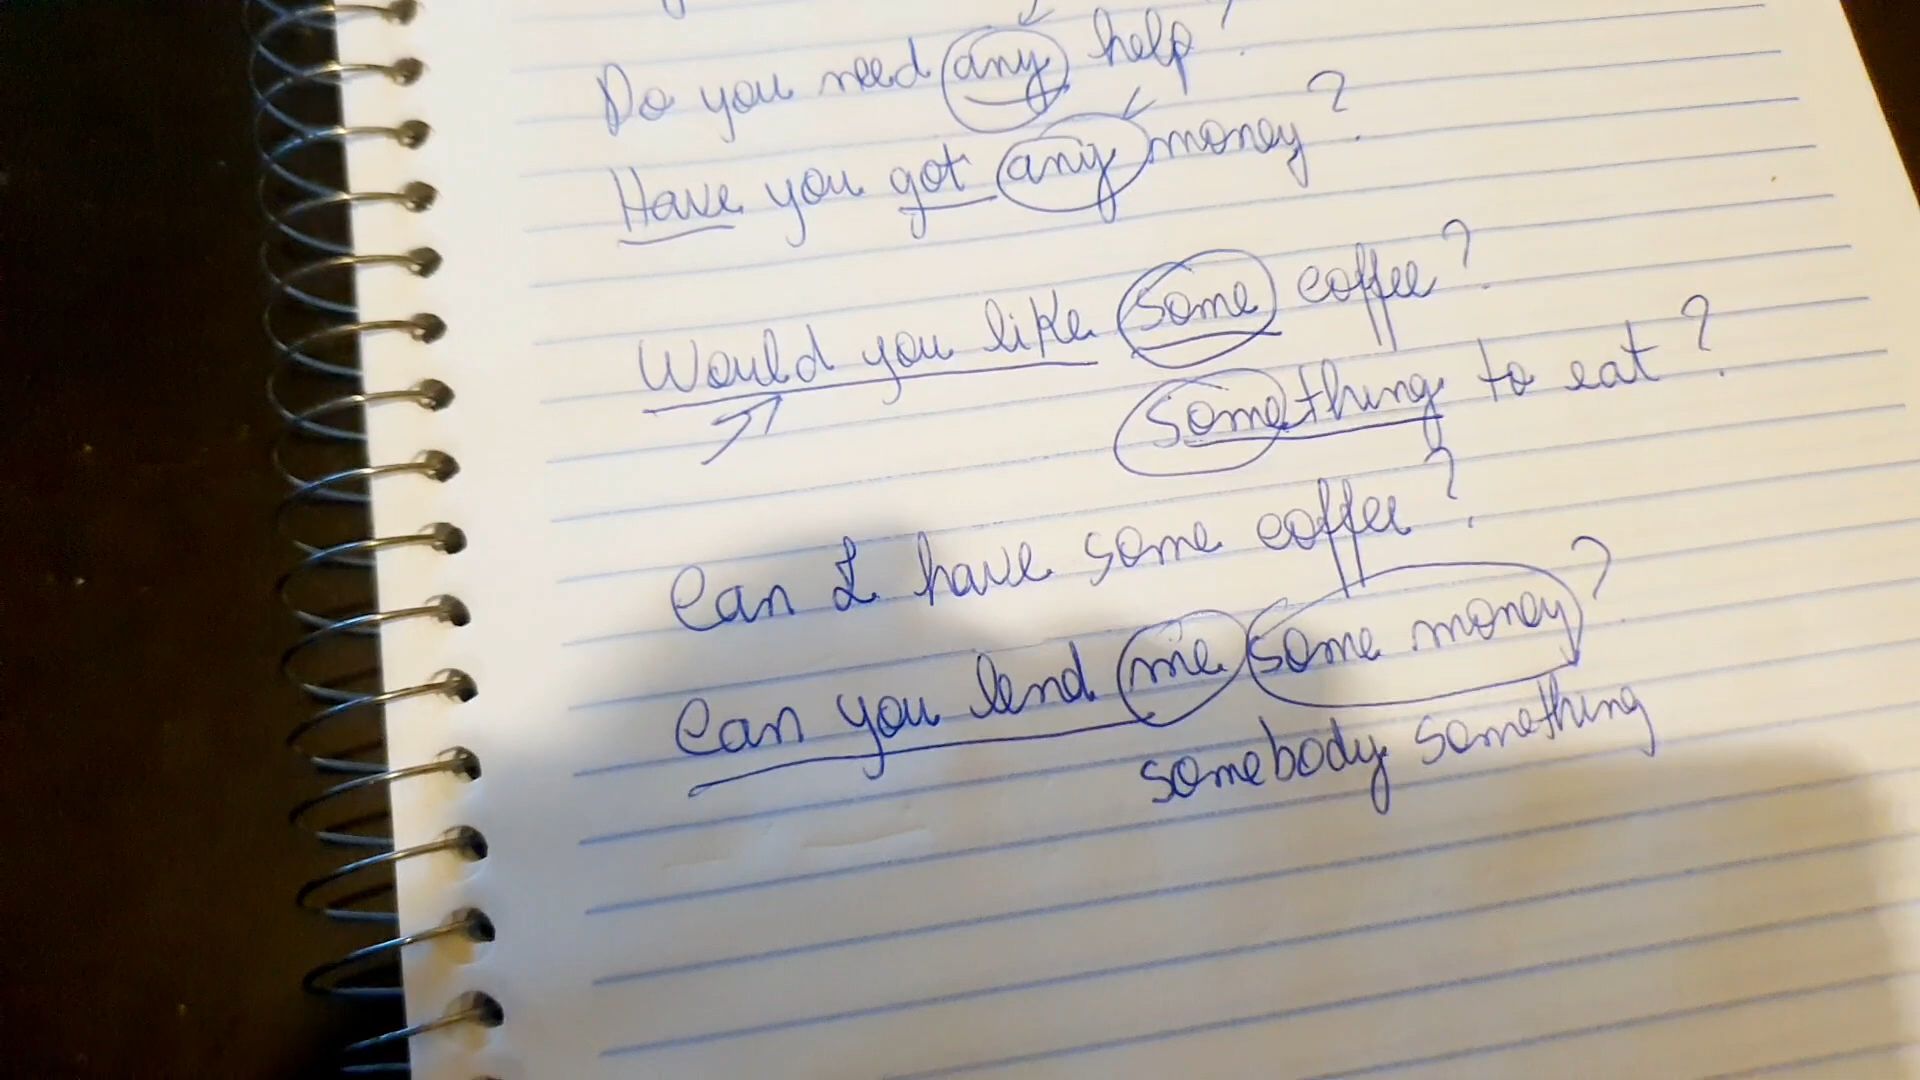 Do you need any help?
Have you got any money?
Would you like some coffee?
something to eat?
Can I have some coffee?
Can you lend me some money?
somebody something